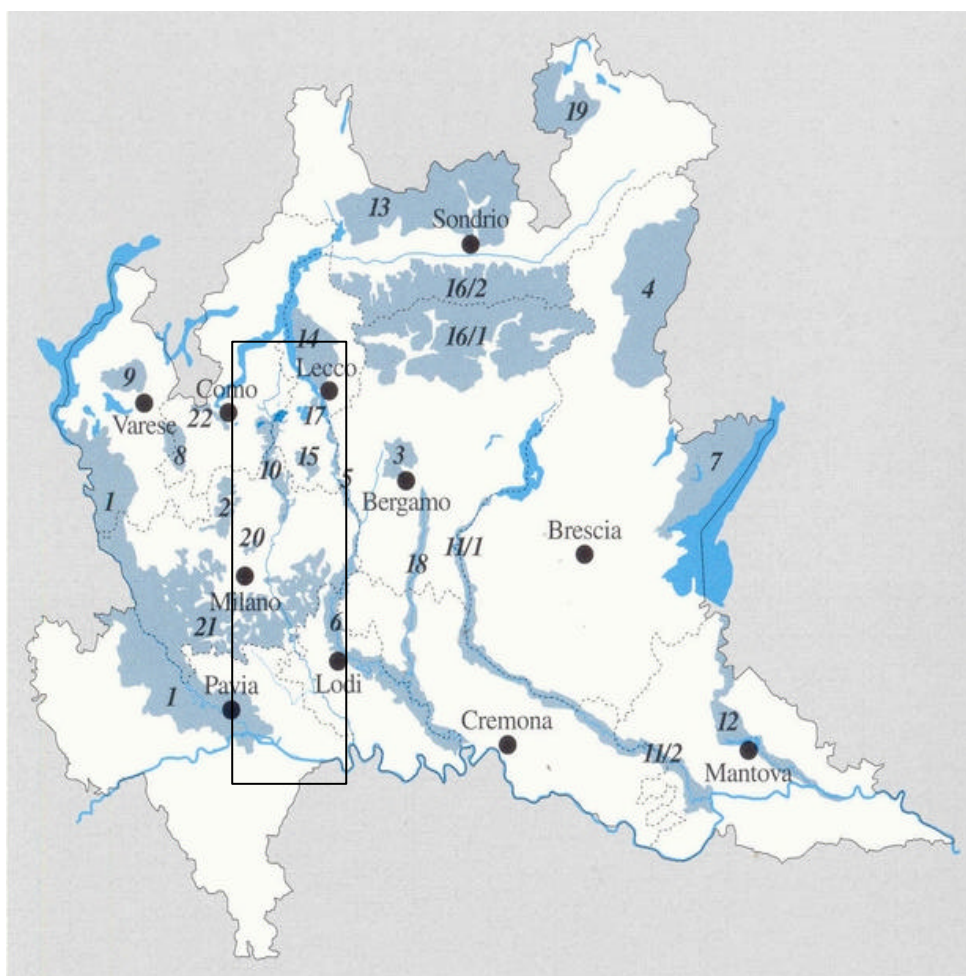 19
13
Sondrio
16/2
4
14
16/1
9
Lecco
Como
Varese
22
17
8
10
15
5
3
7
1
2
Bergamo
20
11/1
18
Brescia
Milano
21
6
Lodi
1
Pavia
Cremona
12
11/2
Mantova